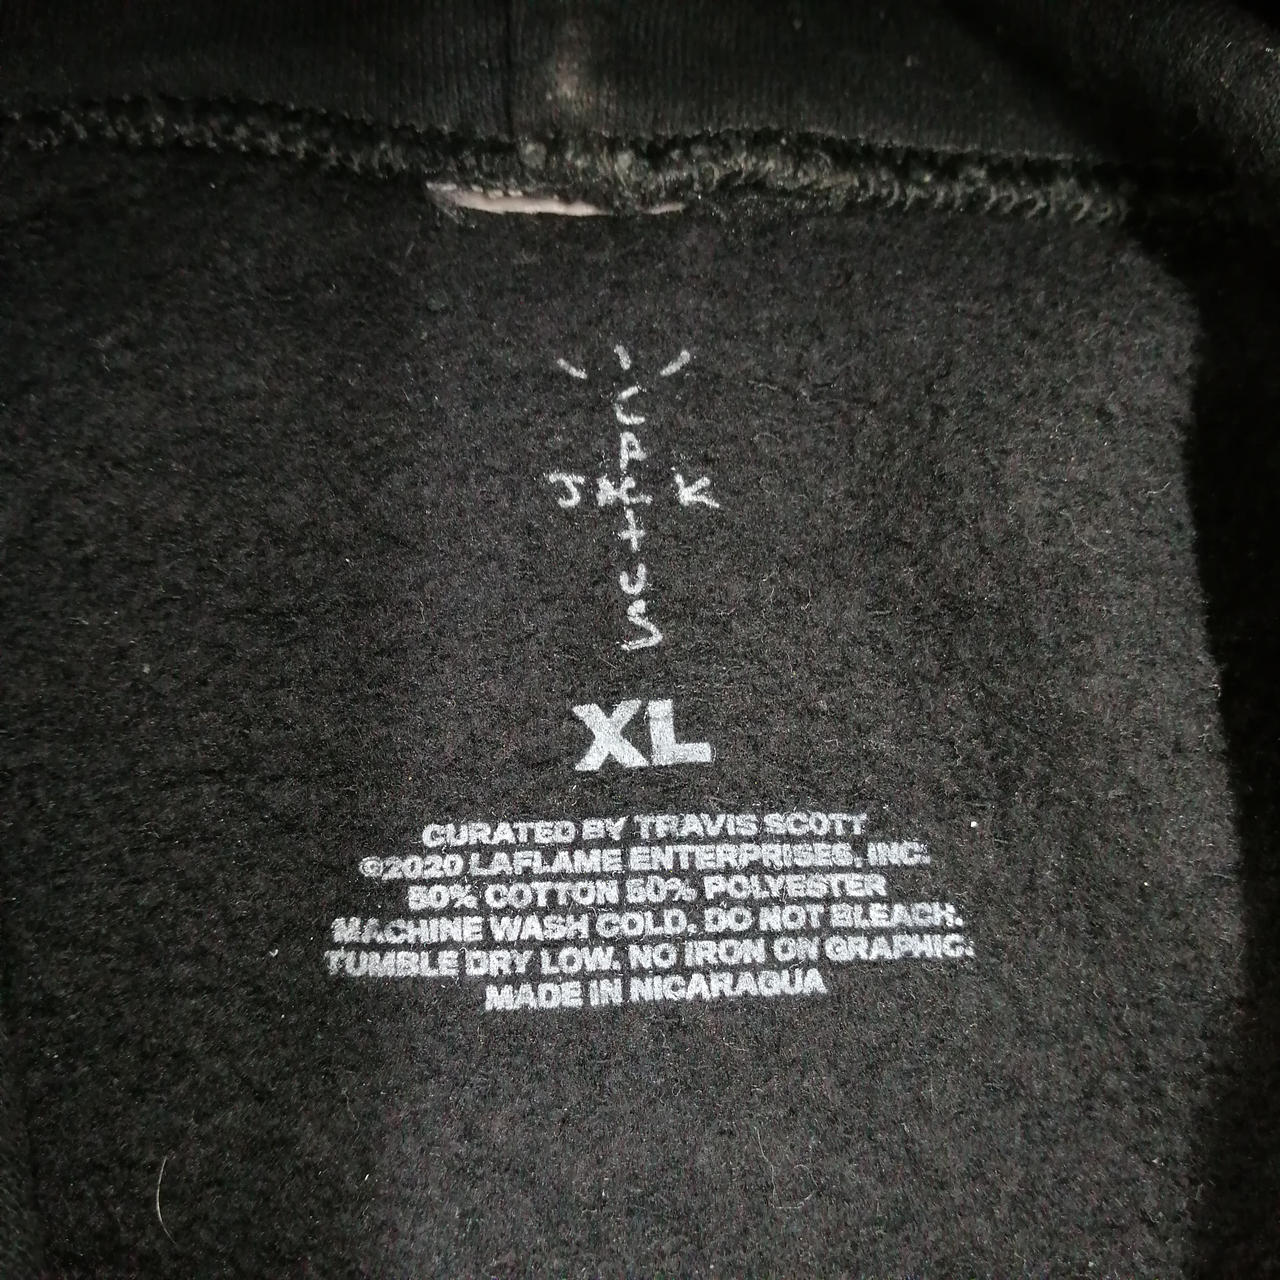 CACTUS
JACK
XL
CURATED BY TRAVIS SCOTT
©2020 LAFLAME ENTERPRISES, INC.
50% COTTON 50% POLYESTER
MACHINE WASH COLD. DO NOT BLEACH.
TUMBLE DRY LOW. NO IRON ON GRAPHIC.
MADE IN NICARAGUA